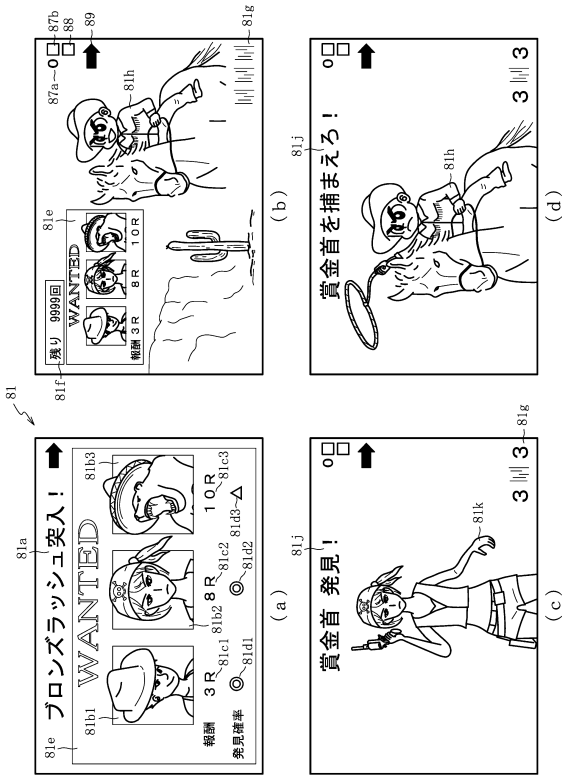 81
81a
ブロンズラッシュ突入！
81e
WANTED
81b1
81b3
81b2
報酬
3R 81c1
8R 81c2
10R 81c3
発見確率
◎ 81d1
◎ 81d2
△ 81d3
(a)
81f
残り 9999回
81e
WANTED
報酬 3R 8R 10R
87a
0
87b
88
89
81h
81g
(b)
81j
賞金首 発見！
0
81k
3 3
81g
(c)
81j
賞金首を捕まえろ！
0
81h
3 3
(d)